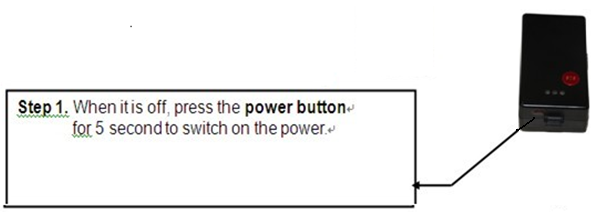 Step 1. When it is off, press the power button
for 5 second to switch on the power.